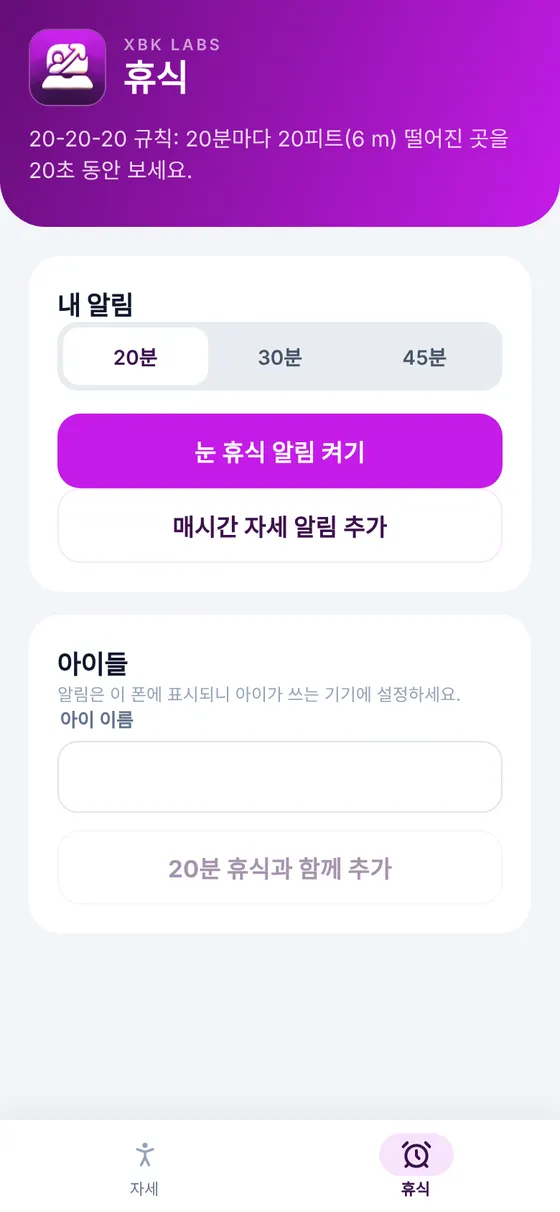 XBK LABS
휴식
20-20-20 규칙: 20분마다 20피트(6 m) 떨어진 곳을
20초 동안 보세요.
내 알림
20분
30분
45분
눈 휴식 알림 켜기
매시간 자세 알림 추가
아이들
알림은 이 폰에 표시되니 아이가 쓰는 기기에 설정하세요.
아이 이름
20분 휴식과 함께 추가
자세
휴식